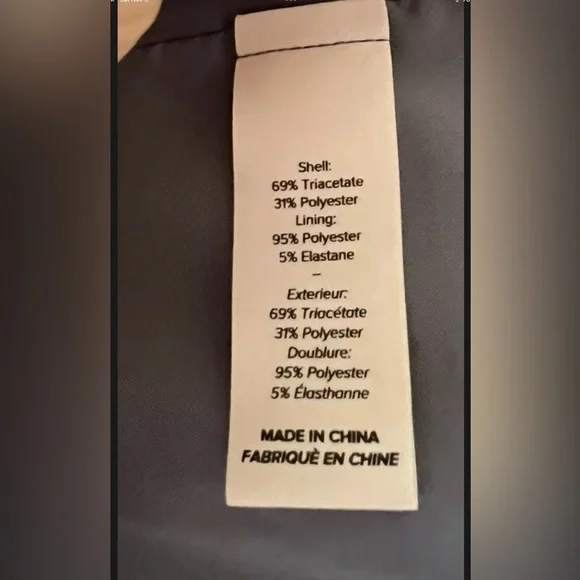 Shell:
69% Triacetate
31% Polyester
Lining:
95% Polyester
5% Elastane
–
Exterieur:
69% Triacétate
31% Polyester
Doublure:
95% Polyester
5% Élasthanne
MADE IN CHINA
FABRIQUÈ EN CHINE